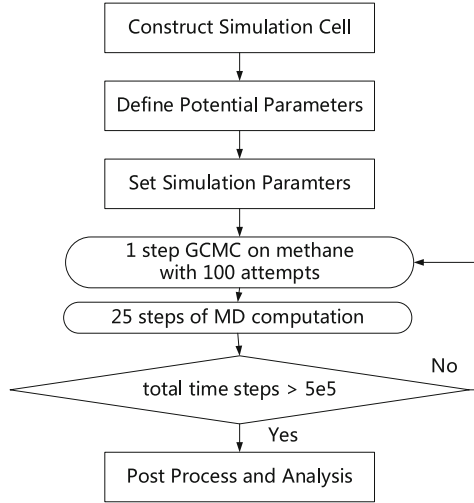 Construct Simulation Cell
Define Potential Parameters
Set Simulation Paramters
1 step GCMC on methane
with 100 attempts
25 steps of MD computation
No
total time steps > 5e5
Yes
Post Process and Analysis